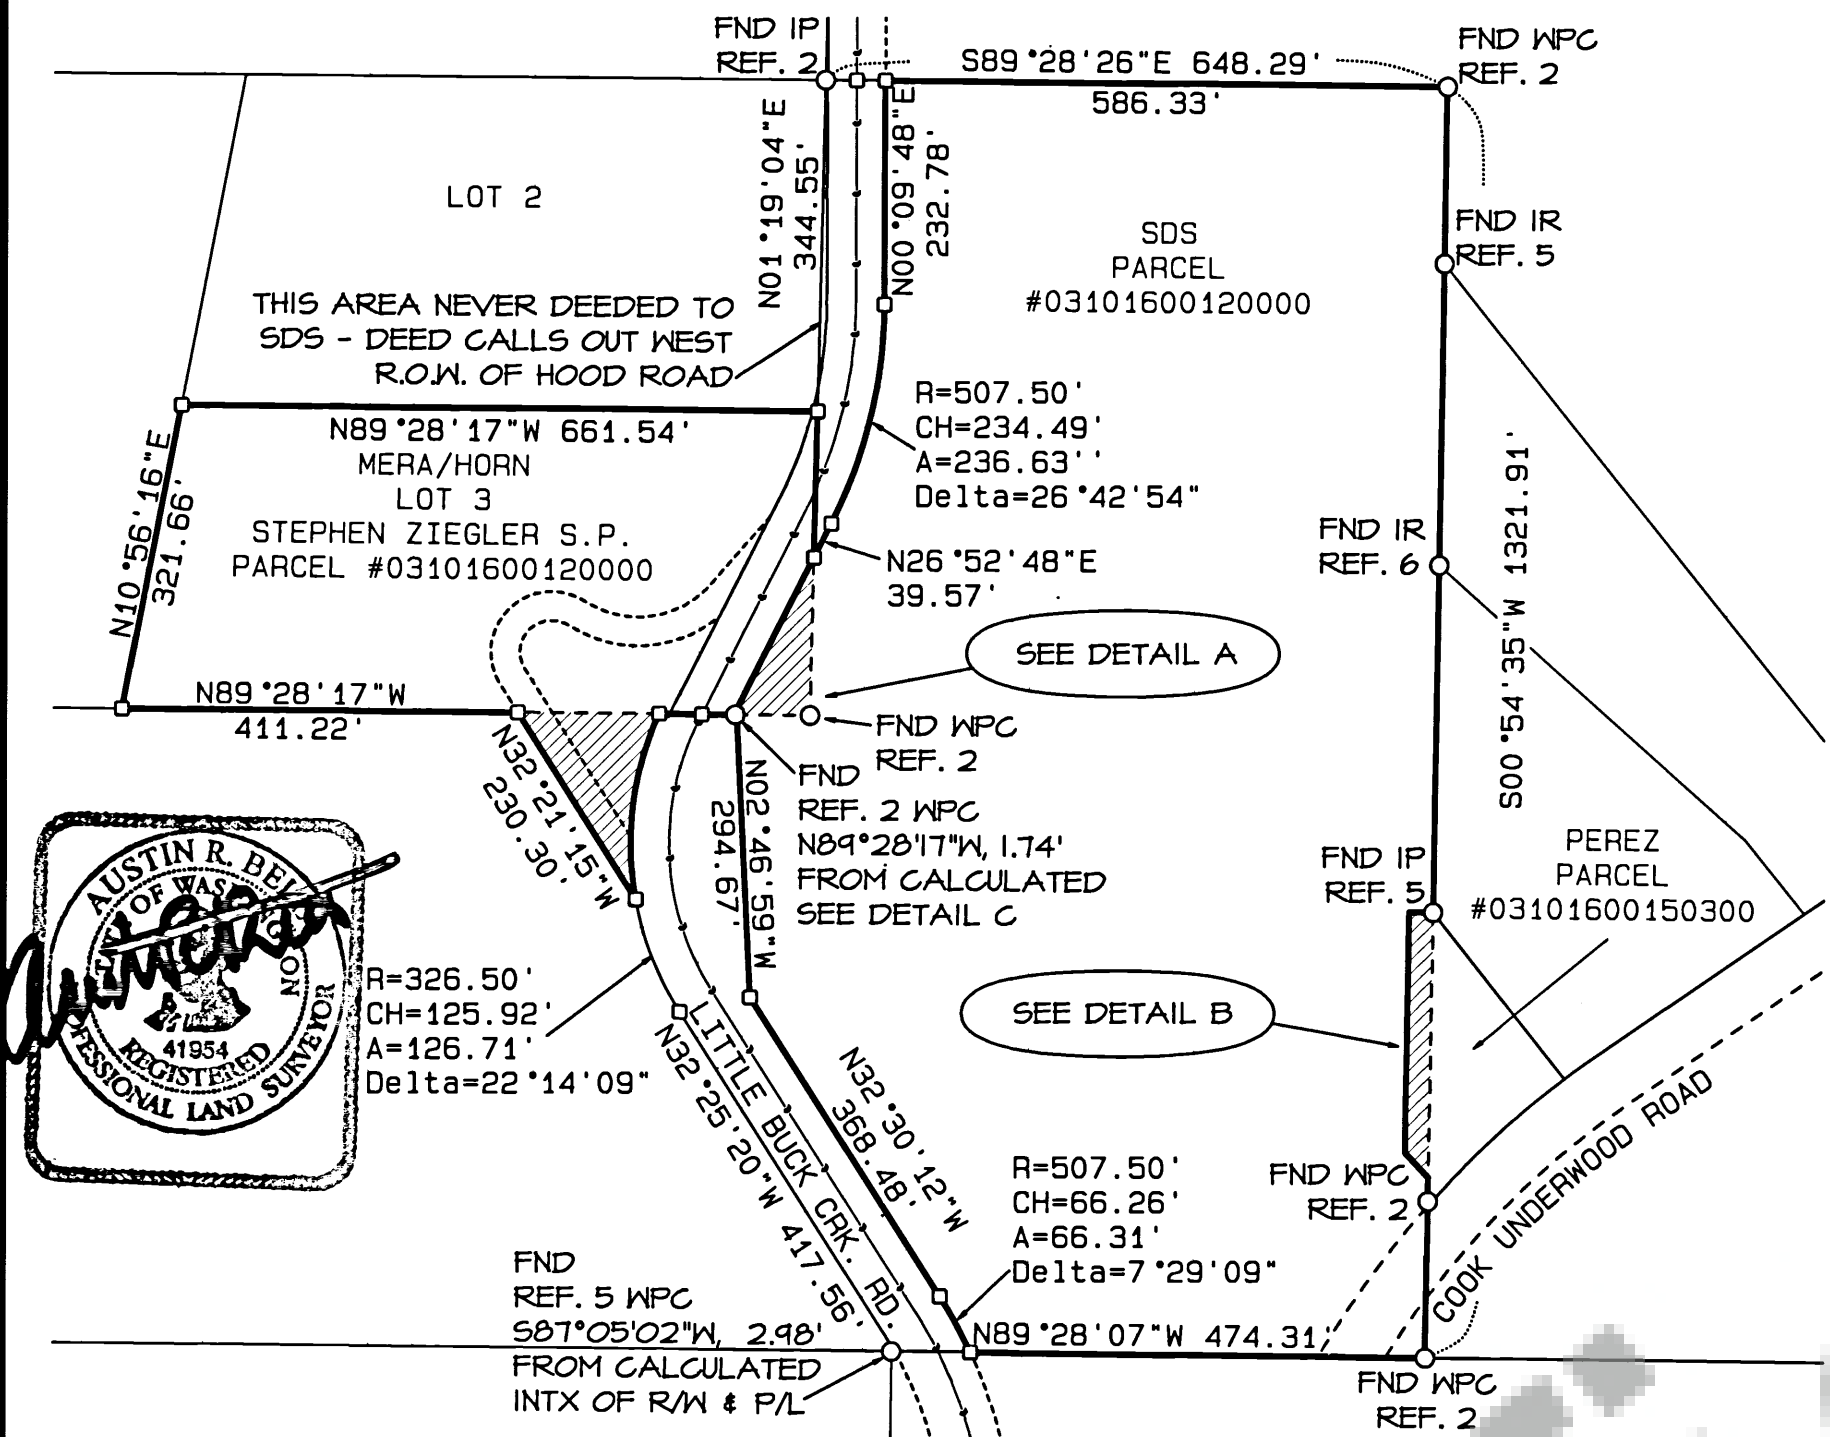 FND IP
REF. 2
S89°28'26"E 648.29'
586.33'
FND WPC
REF. 2
N01°19'04"E
344.55'
N00°09'48"E
232.78'
LOT 2
SDS
PARCEL
#03101600120000
FND IR
REF. 5
THIS AREA NEVER DEEDED TO
SDS - DEED CALLS OUT WEST
R.O.W. OF HOOD ROAD
R=507.50'
CH=234.49'
A=236.63''
Delta=26°42'54"
N89°28'17"W 661.54'
MERA/HORN
LOT 3
STEPHEN ZIEGLER S.P.
PARCEL #03101600120000
N10°56'16"E
321.66'
S00°54'35"W 1321.91'
FND IR
REF. 6
N26°52'48"E
39.57'
SEE DETAIL A
N89°28'17"W
411.22'
FND WPC
REF. 2
N32°21'15"W
230.30'
N02°46'59"W
294.67'
FND
REF. 2 WPC
N89°28'17"W, 1.74'
FROM CALCULATED
SEE DETAIL C
PEREZ
PARCEL
#03101600150300
FND IP
REF. 5
AUSTIN R. BE
OF WAS
ON
41954
REGISTERED
OFESSIONAL LAND SURVEYOR
R=326.50'
CH=125.92'
A=126.71'
Delta=22°14'09"
SEE DETAIL B
LITTLE BUCK CRK. RD.
N32°25'20"W 417.56'
N32°30'12"W
368.48'
COOK UNDERWOOD ROAD
FND WPC
REF. 2
R=507.50'
CH=66.26'
A=66.31'
Delta=7°29'09"
FND
REF. 5 WPC
S87°05'02"W, 2.98'
FROM CALCULATED
INTX OF R/W & P/L
N89°28'07"W 474.31'
FND WPC
REF. 2